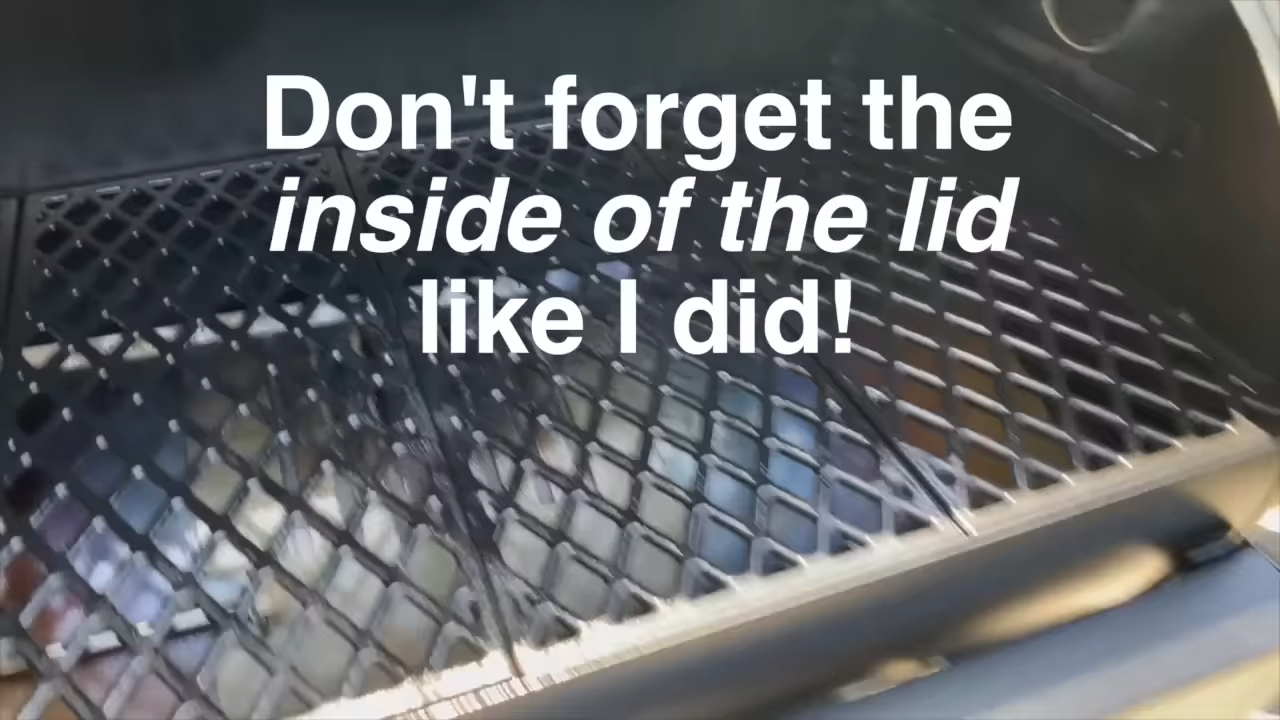 Don't forget the
inside of the lid
like I did!